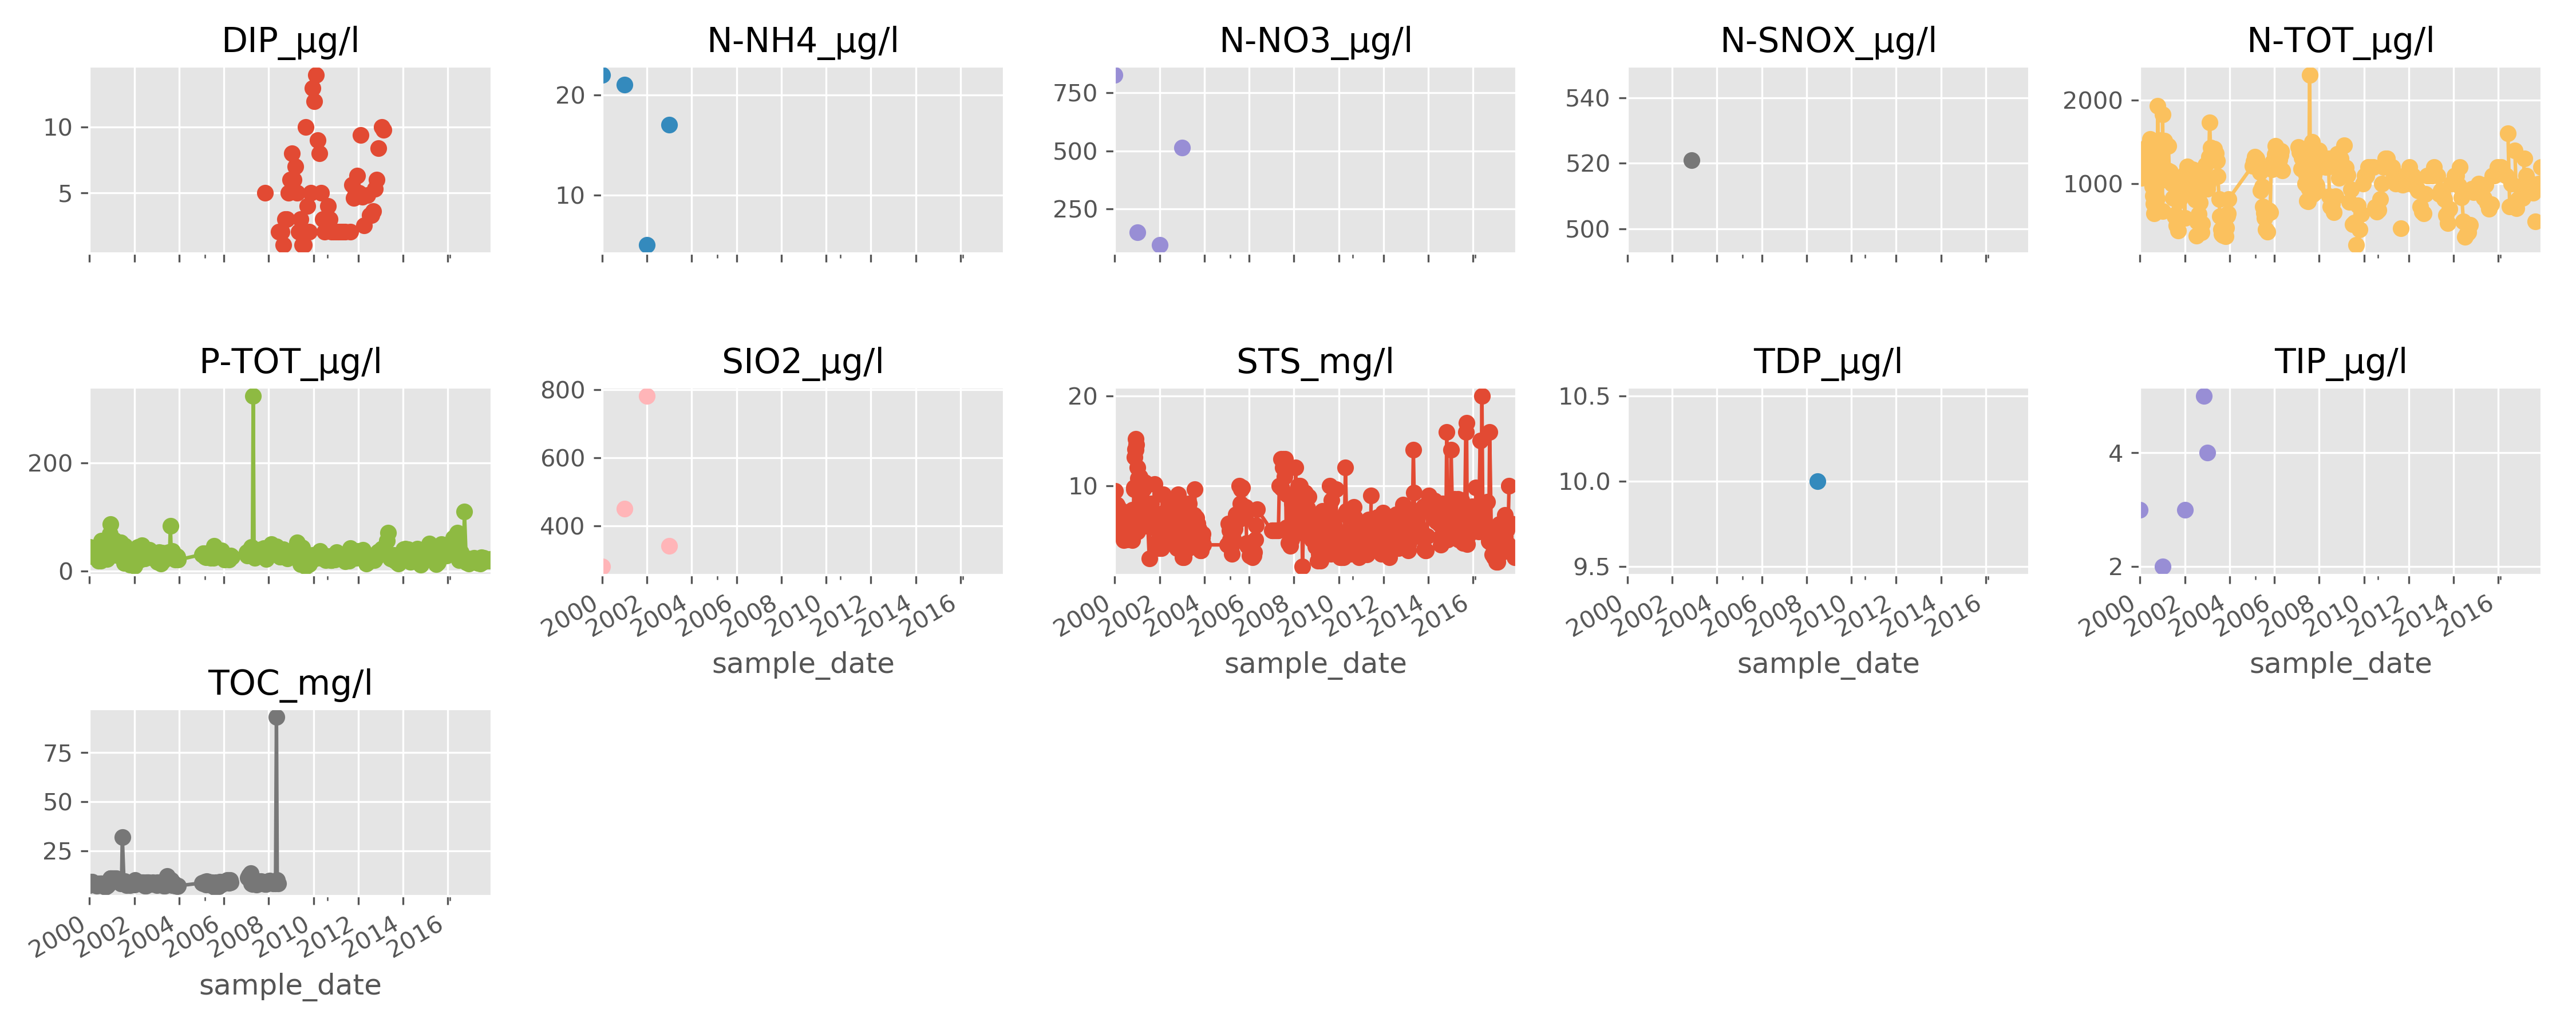 DIP_µg/l N-NH4_µg/l N-NO3_µg/l N-SNOX_µg/l N-TOT_µg/l
10 20 750 540 2000
5 10 500 520 1000
250 500
P-TOT_µg/l SIO2_µg/l STS_mg/l TDP_µg/l TIP_µg/l
200 800 20 10.5 4
0 600 10 10.0 2
400 9.5
2000 2002 2004 2006 2008 2010 2012 2014 2016
2000 2002 2004 2006 2008 2010 2012 2014 2016
2000 2002 2004 2006 2008 2010 2012 2014 2016
2000 2002 2004 2006 2008 2010 2012 2014 2016
sample_date sample_date sample_date sample_date
TOC_mg/l
75
50
25
2000 2002 2004 2006 2008 2010 2012 2014 2016
sample_date